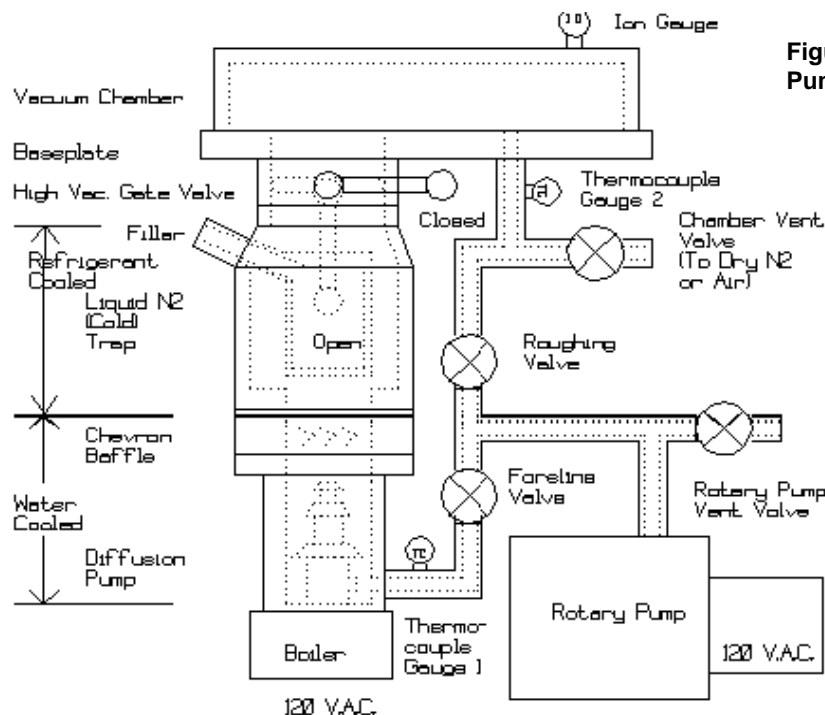 Ion Gauge
Figu
Pun
Vacuum Chamber
Baseplate
High Vac. Gate Valve
Thermocouple
Gauge 2
Closed
Filler
Chamber Vent
Valve
(To Dry N2
or Air)
Refrigerant
Cooled
Liquid N2
(Cold)
Trap
Open
Roughing
Valve
Chevron
Baffle
Foreline
Valve
Rotary Pump
Vent Valve
Water
Cooled
Diffusion
Pump
Rotary Pump
Thermo-
couple
Gauge 1
Boiler
120 V.A.C.
120 V.A.C.